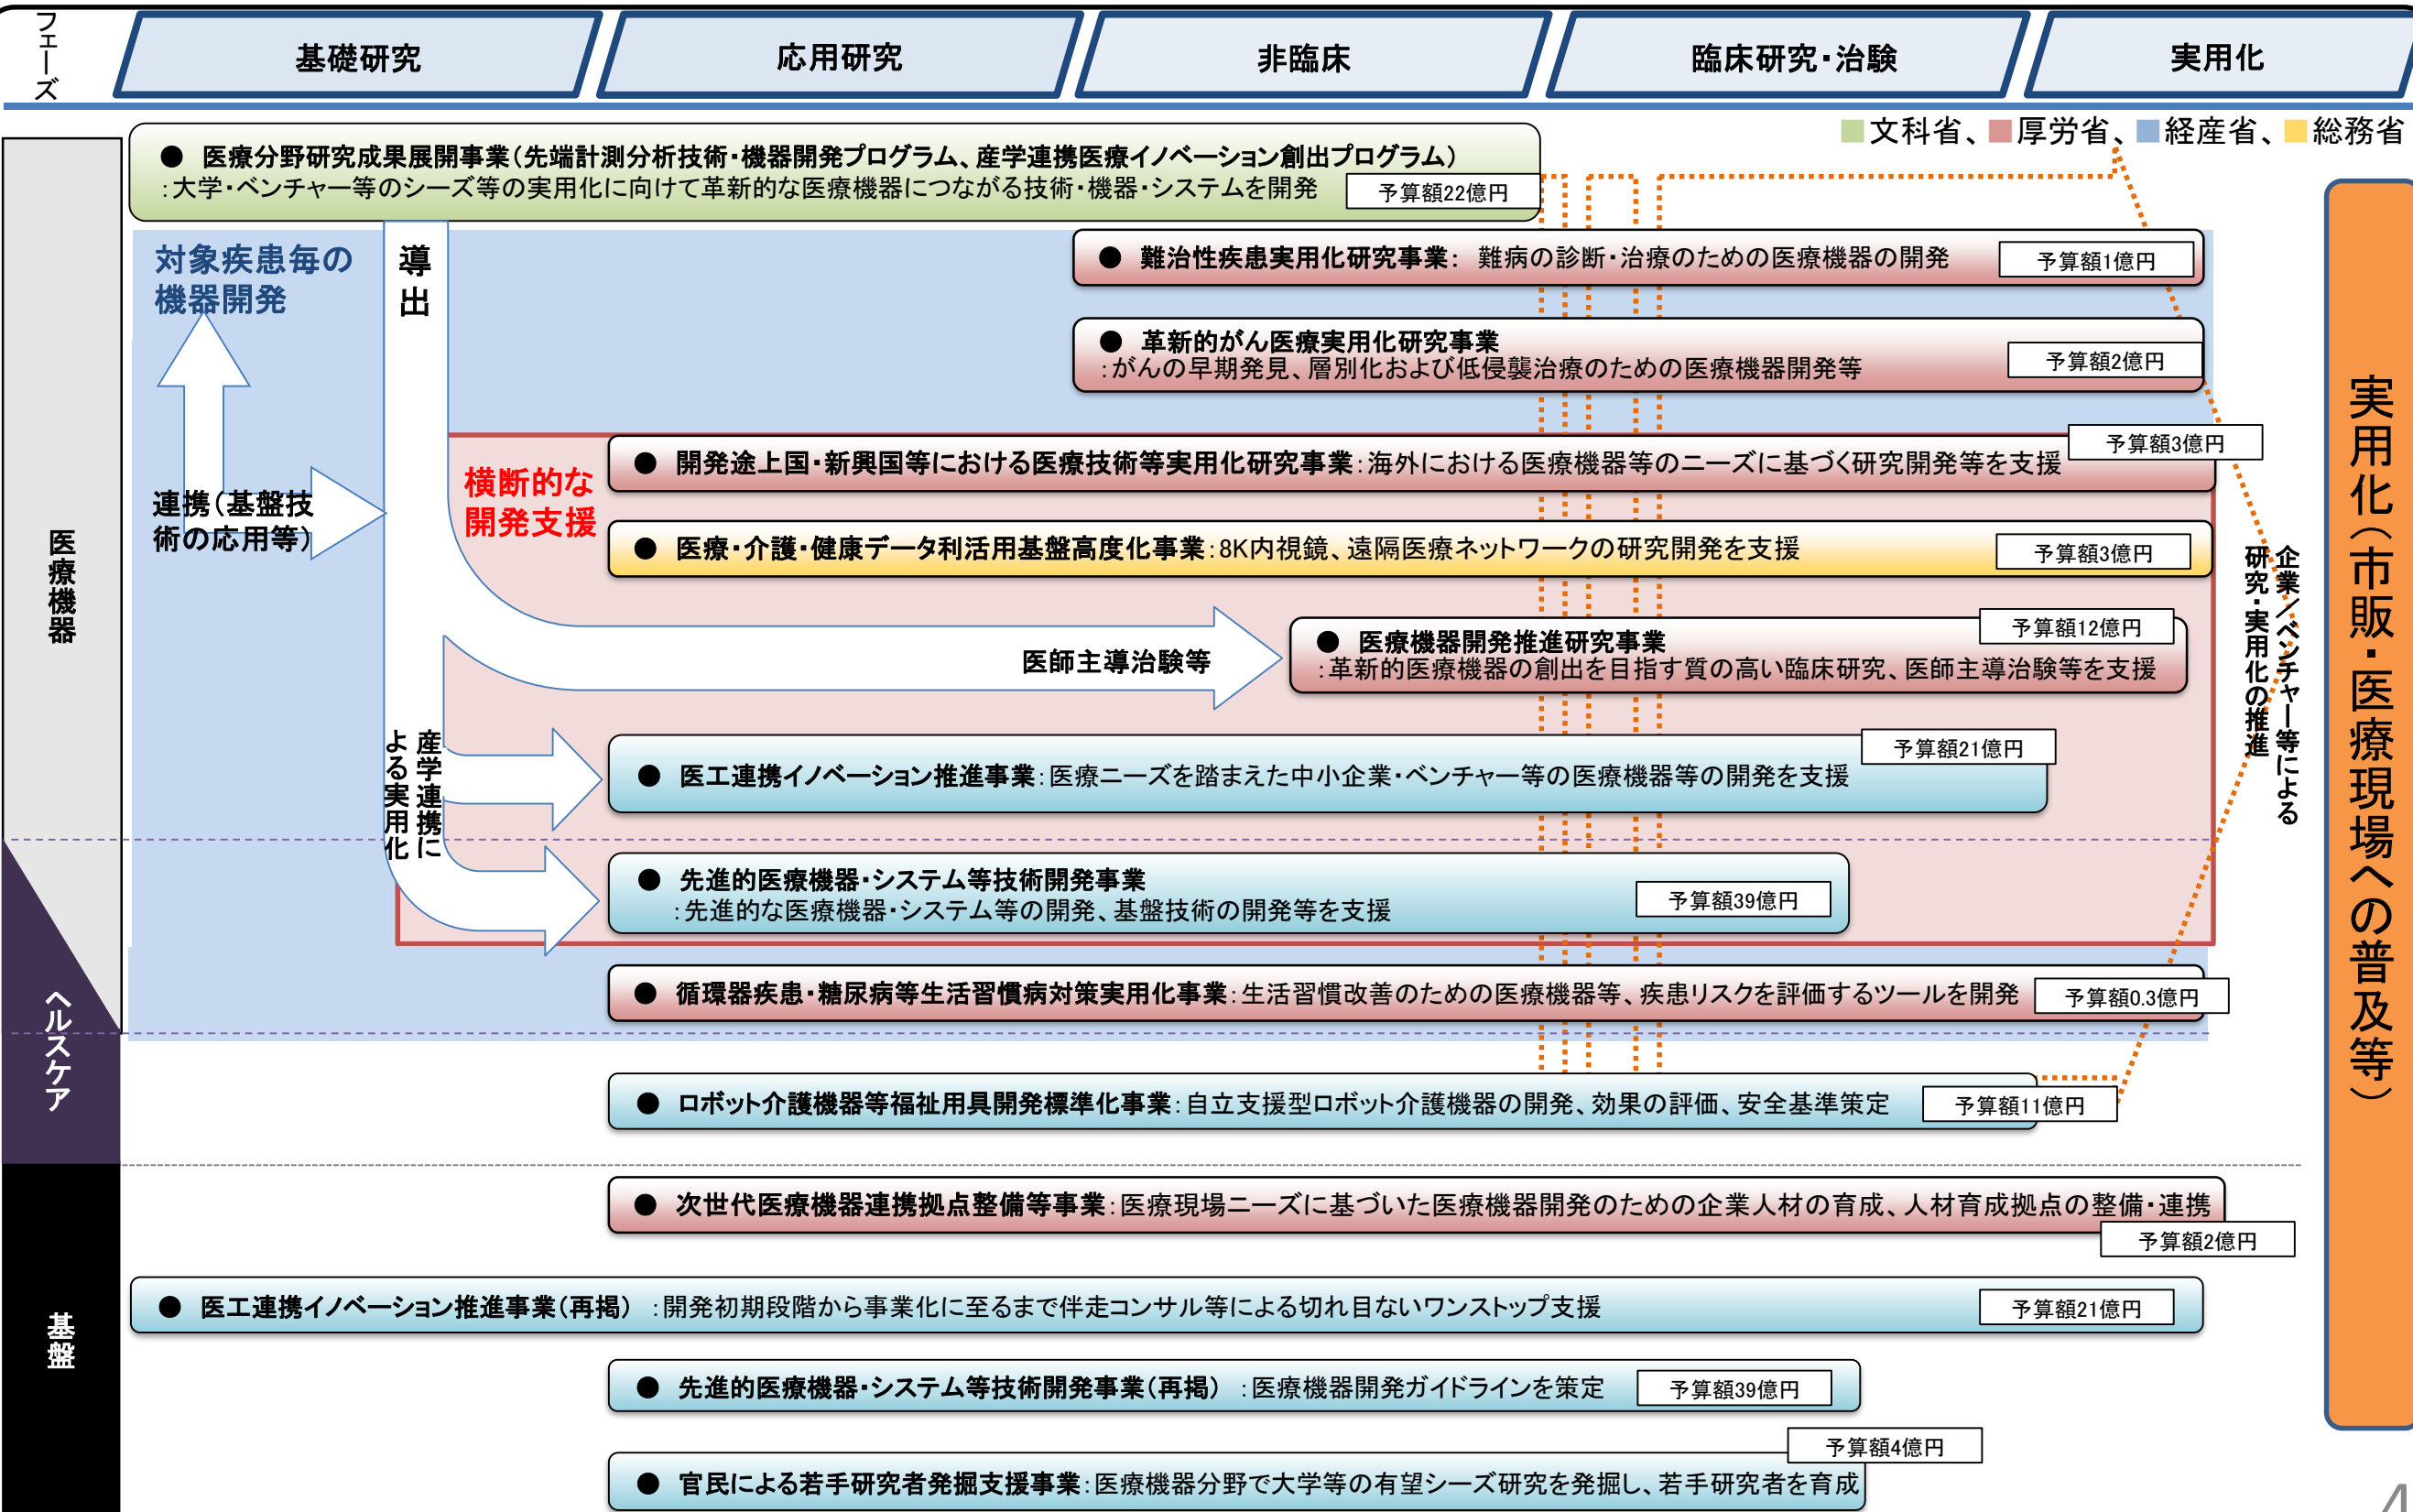 フェーズ
基礎研究
応用研究
非臨床
臨床研究・治験
実用化
■文科省、■厚労省、■経産省、■総務省
● 医療分野研究成果展開事業（先端計測分析技術・機器開発プログラム、産学連携医療イノベーション創出プログラム）
：大学・ベンチャー等のシーズ等の実用化に向けて革新的な医療機器につながる技術・機器・システムを開発
予算額22億円
対象疾患毎の
機器開発
導出
● 難治性疾患実用化研究事業： 難病の診断・治療のための医療機器の開発
予算額1億円
● 革新的がん医療実用化研究事業
：がんの早期発見、層別化および低侵襲治療のための医療機器開発等
予算額2億円
横断的な
開発支援
● 開発途上国・新興国等における医療技術等実用化研究事業：海外における医療機器等のニーズに基づく研究開発等を支援
予算額3億円
連携（基盤技
術の応用等）
● 医療・介護・健康データ利活用基盤高度化事業：8K内視鏡、遠隔医療ネットワークの研究開発を支援
予算額3億円
医療機器
医師主導治験等
● 医療機器開発推進研究事業
：革新的医療機器の創出を目指す質の高い臨床研究、医師主導治験等を支援
予算額12億円
企業／ベンチャー等による
研究・実用化の推進
実用化（市販・医療現場への普及等）
産学連携に
よる実用化
● 医工連携イノベーション推進事業：医療ニーズを踏まえた中小企業・ベンチャー等の医療機器等の開発を支援
予算額21億円
● 先進的医療機器・システム等技術開発事業
：先進的な医療機器・システム等の開発、基盤技術の開発等を支援
予算額39億円
ヘルスケア
● 循環器疾患・糖尿病等生活習慣病対策実用化事業：生活習慣改善のための医療機器等、疾患リスクを評価するツールを開発
予算額0.3億円
● ロボット介護機器等福祉用具開発標準化事業：自立支援型ロボット介護機器の開発、効果の評価、安全基準策定
予算額11億円
基盤
● 次世代医療機器連携拠点整備等事業：医療現場ニーズに基づいた医療機器開発のための企業人材の育成、人材育成拠点の整備・連携
予算額2億円
● 医工連携イノベーション推進事業（再掲） ：開発初期段階から事業化に至るまで伴走コンサル等による切れ目ないワンストップ支援
予算額21億円
● 先進的医療機器・システム等技術開発事業（再掲） ：医療機器開発ガイドラインを策定
予算額39億円
● 官民による若手研究者発掘支援事業：医療機器分野で大学等の有望シーズ研究を発掘し、若手研究者を育成
予算額4億円
4